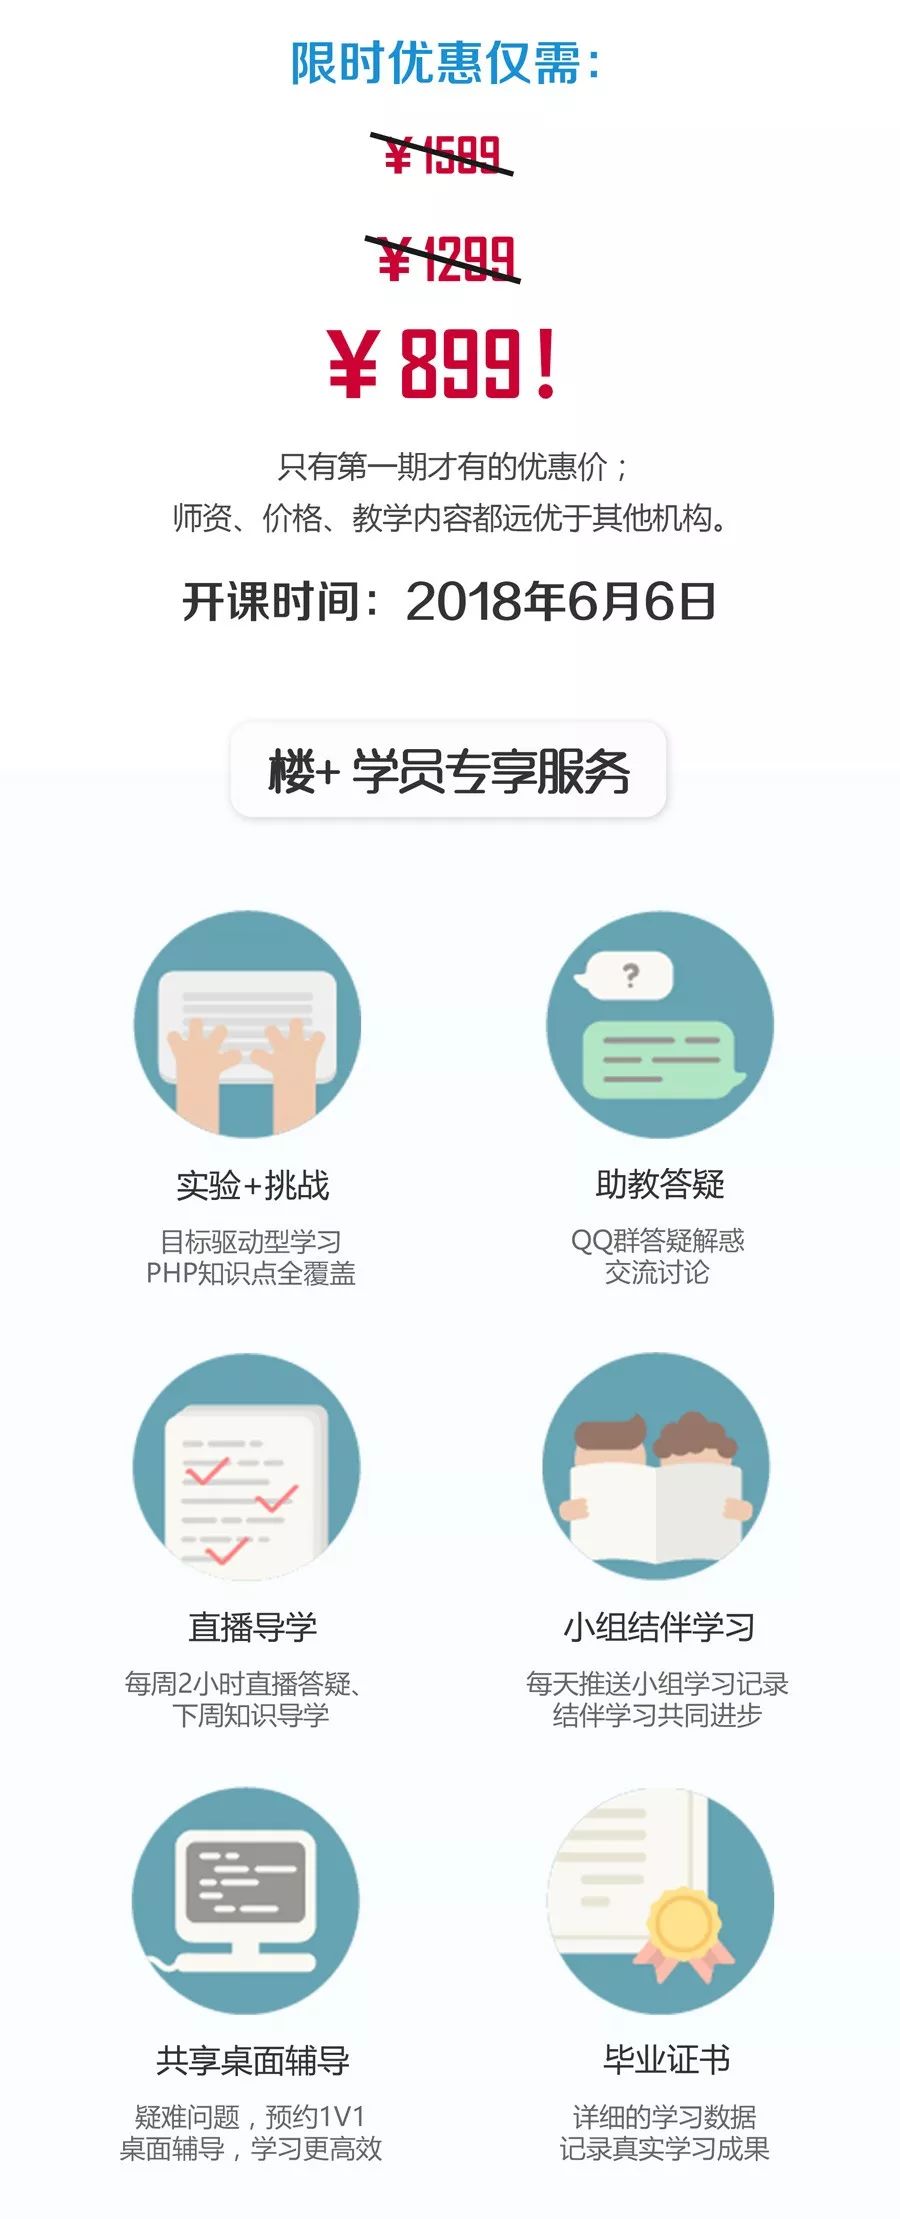 限时优惠仅需：
¥1589
¥1299
¥899！
只有第一期才有的优惠价；
师资、价格、教学内容都远优于其他机构。
开课时间：2018年6月6日
楼+ 学员专享服务
?
实验+挑战
目标驱动型学习
PHP知识点全覆盖
助教答疑
QQ群答疑解惑
交流讨论
直播导学
每周2小时直播答疑、
下周知识导学
小组结伴学习
每天推送小组学习记录
结伴学习共同进步
共享桌面辅导
疑难问题，预约1V1
桌面辅导，学习更高效
毕业证书
详细的学习数据
记录真实学习成果